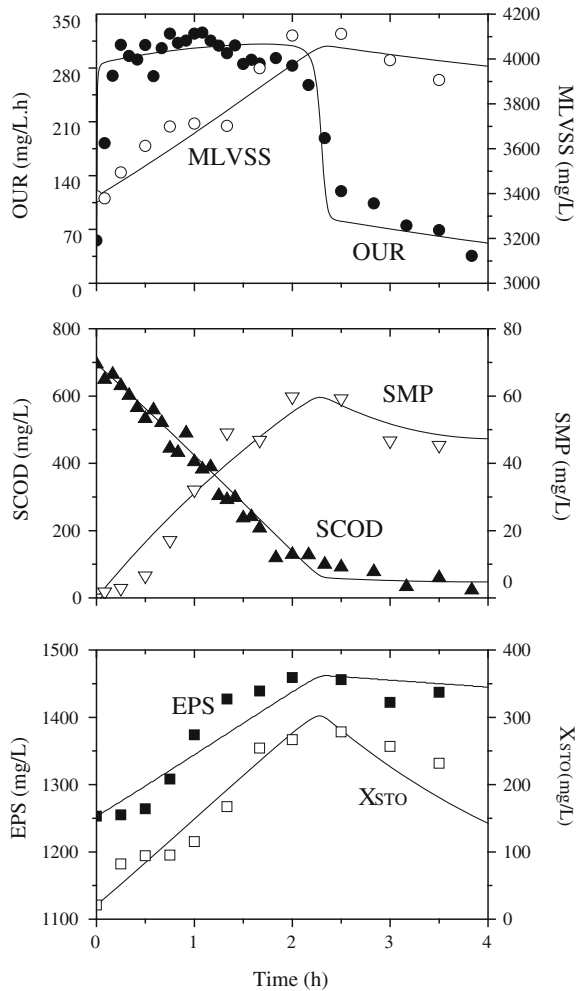 350
280
210
140
70
0
OUR (mg/L.h)
4200
4000
3800
3600
3400
3200
3000
MLVSS
(mg/L)
MLVSS
OUR
800
600
400
200
0
SCOD (mg/L)
80
60
40
20
0
SMP (mg/L)
SMP
SCOD
1500
1400
1300
1200
1100
EPS (mg/L)
400
300
200
100
0
XSTO(mg/L)
EPS
XSTO
0 1 2 3 4
Time (h)